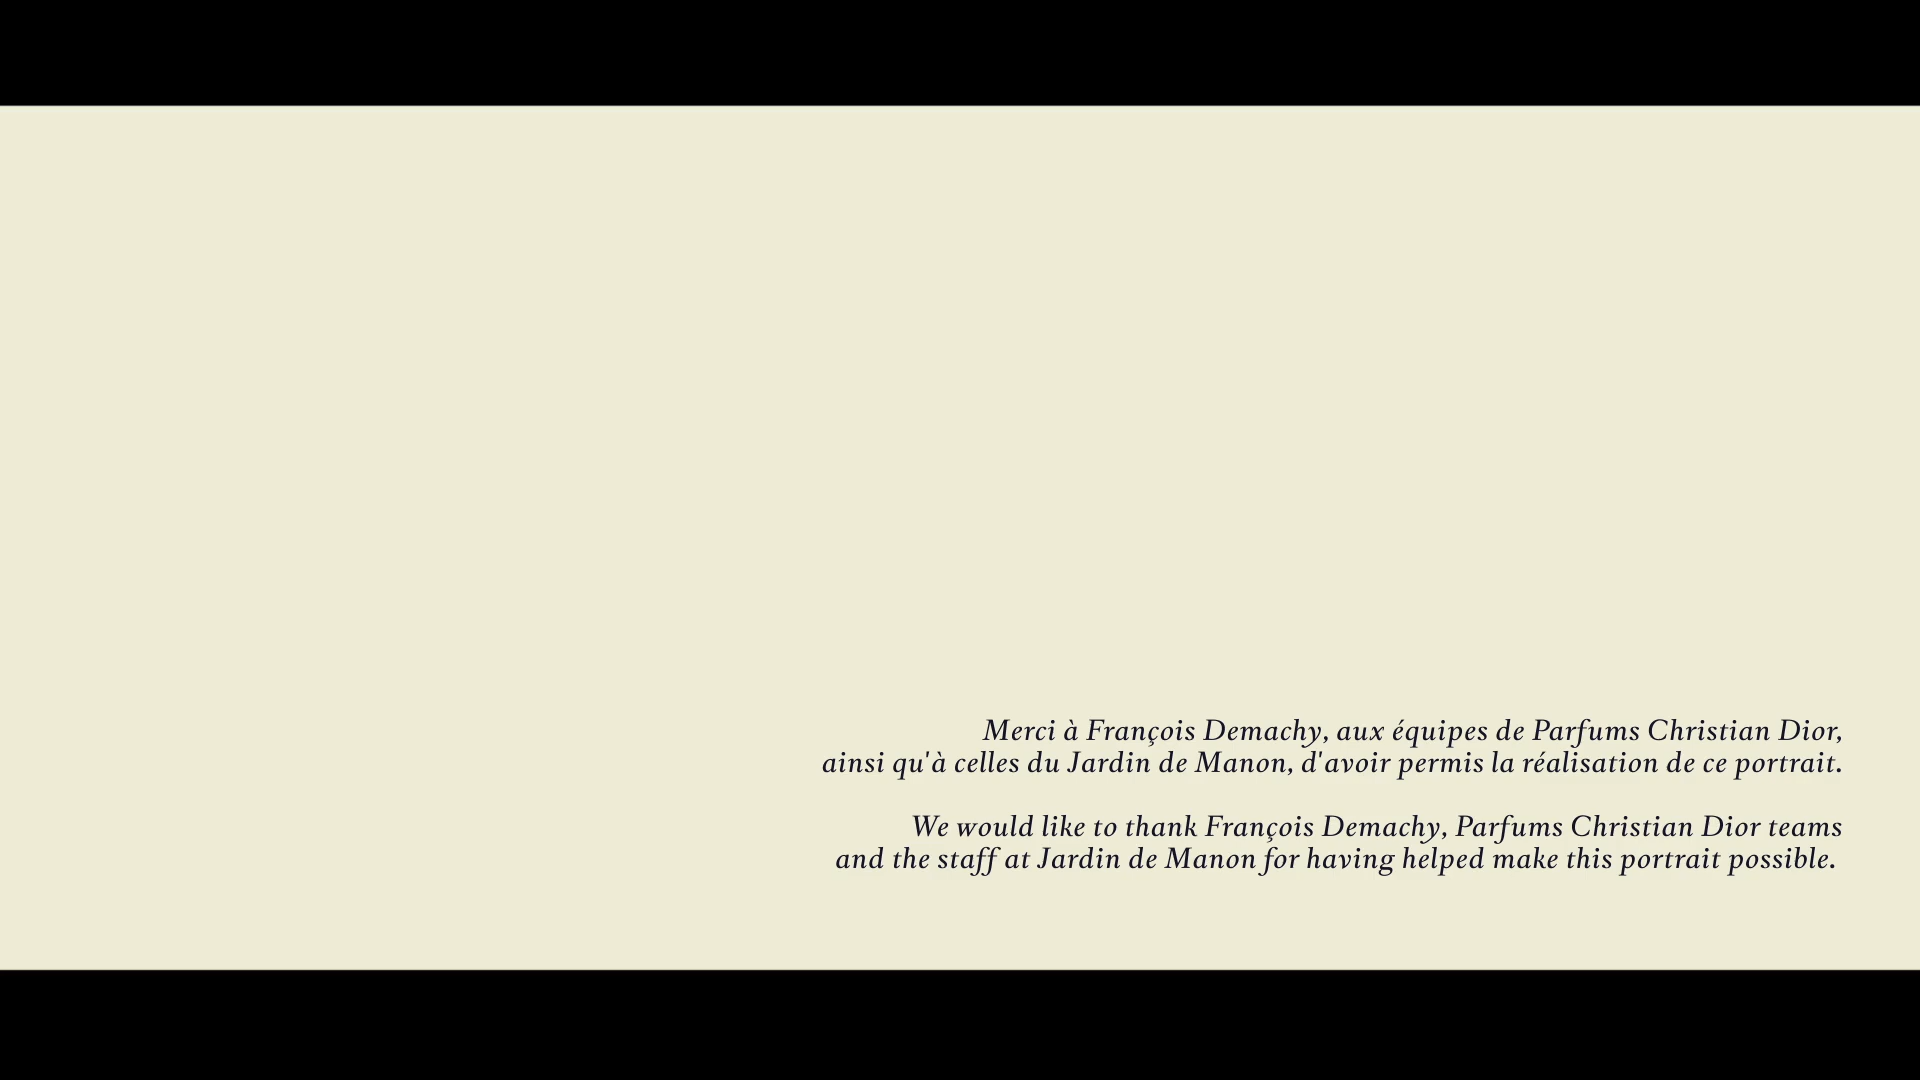 Merci à François Demachy, aux équipes de Parfums Christian Dior,
ainsi qu'à celles du Jardin de Manon, d'avoir permis la réalisation de ce portrait.
We would like to thank François Demachy, Parfums Christian Dior teams
and the staff at Jardin de Manon for having helped make this portrait possible.